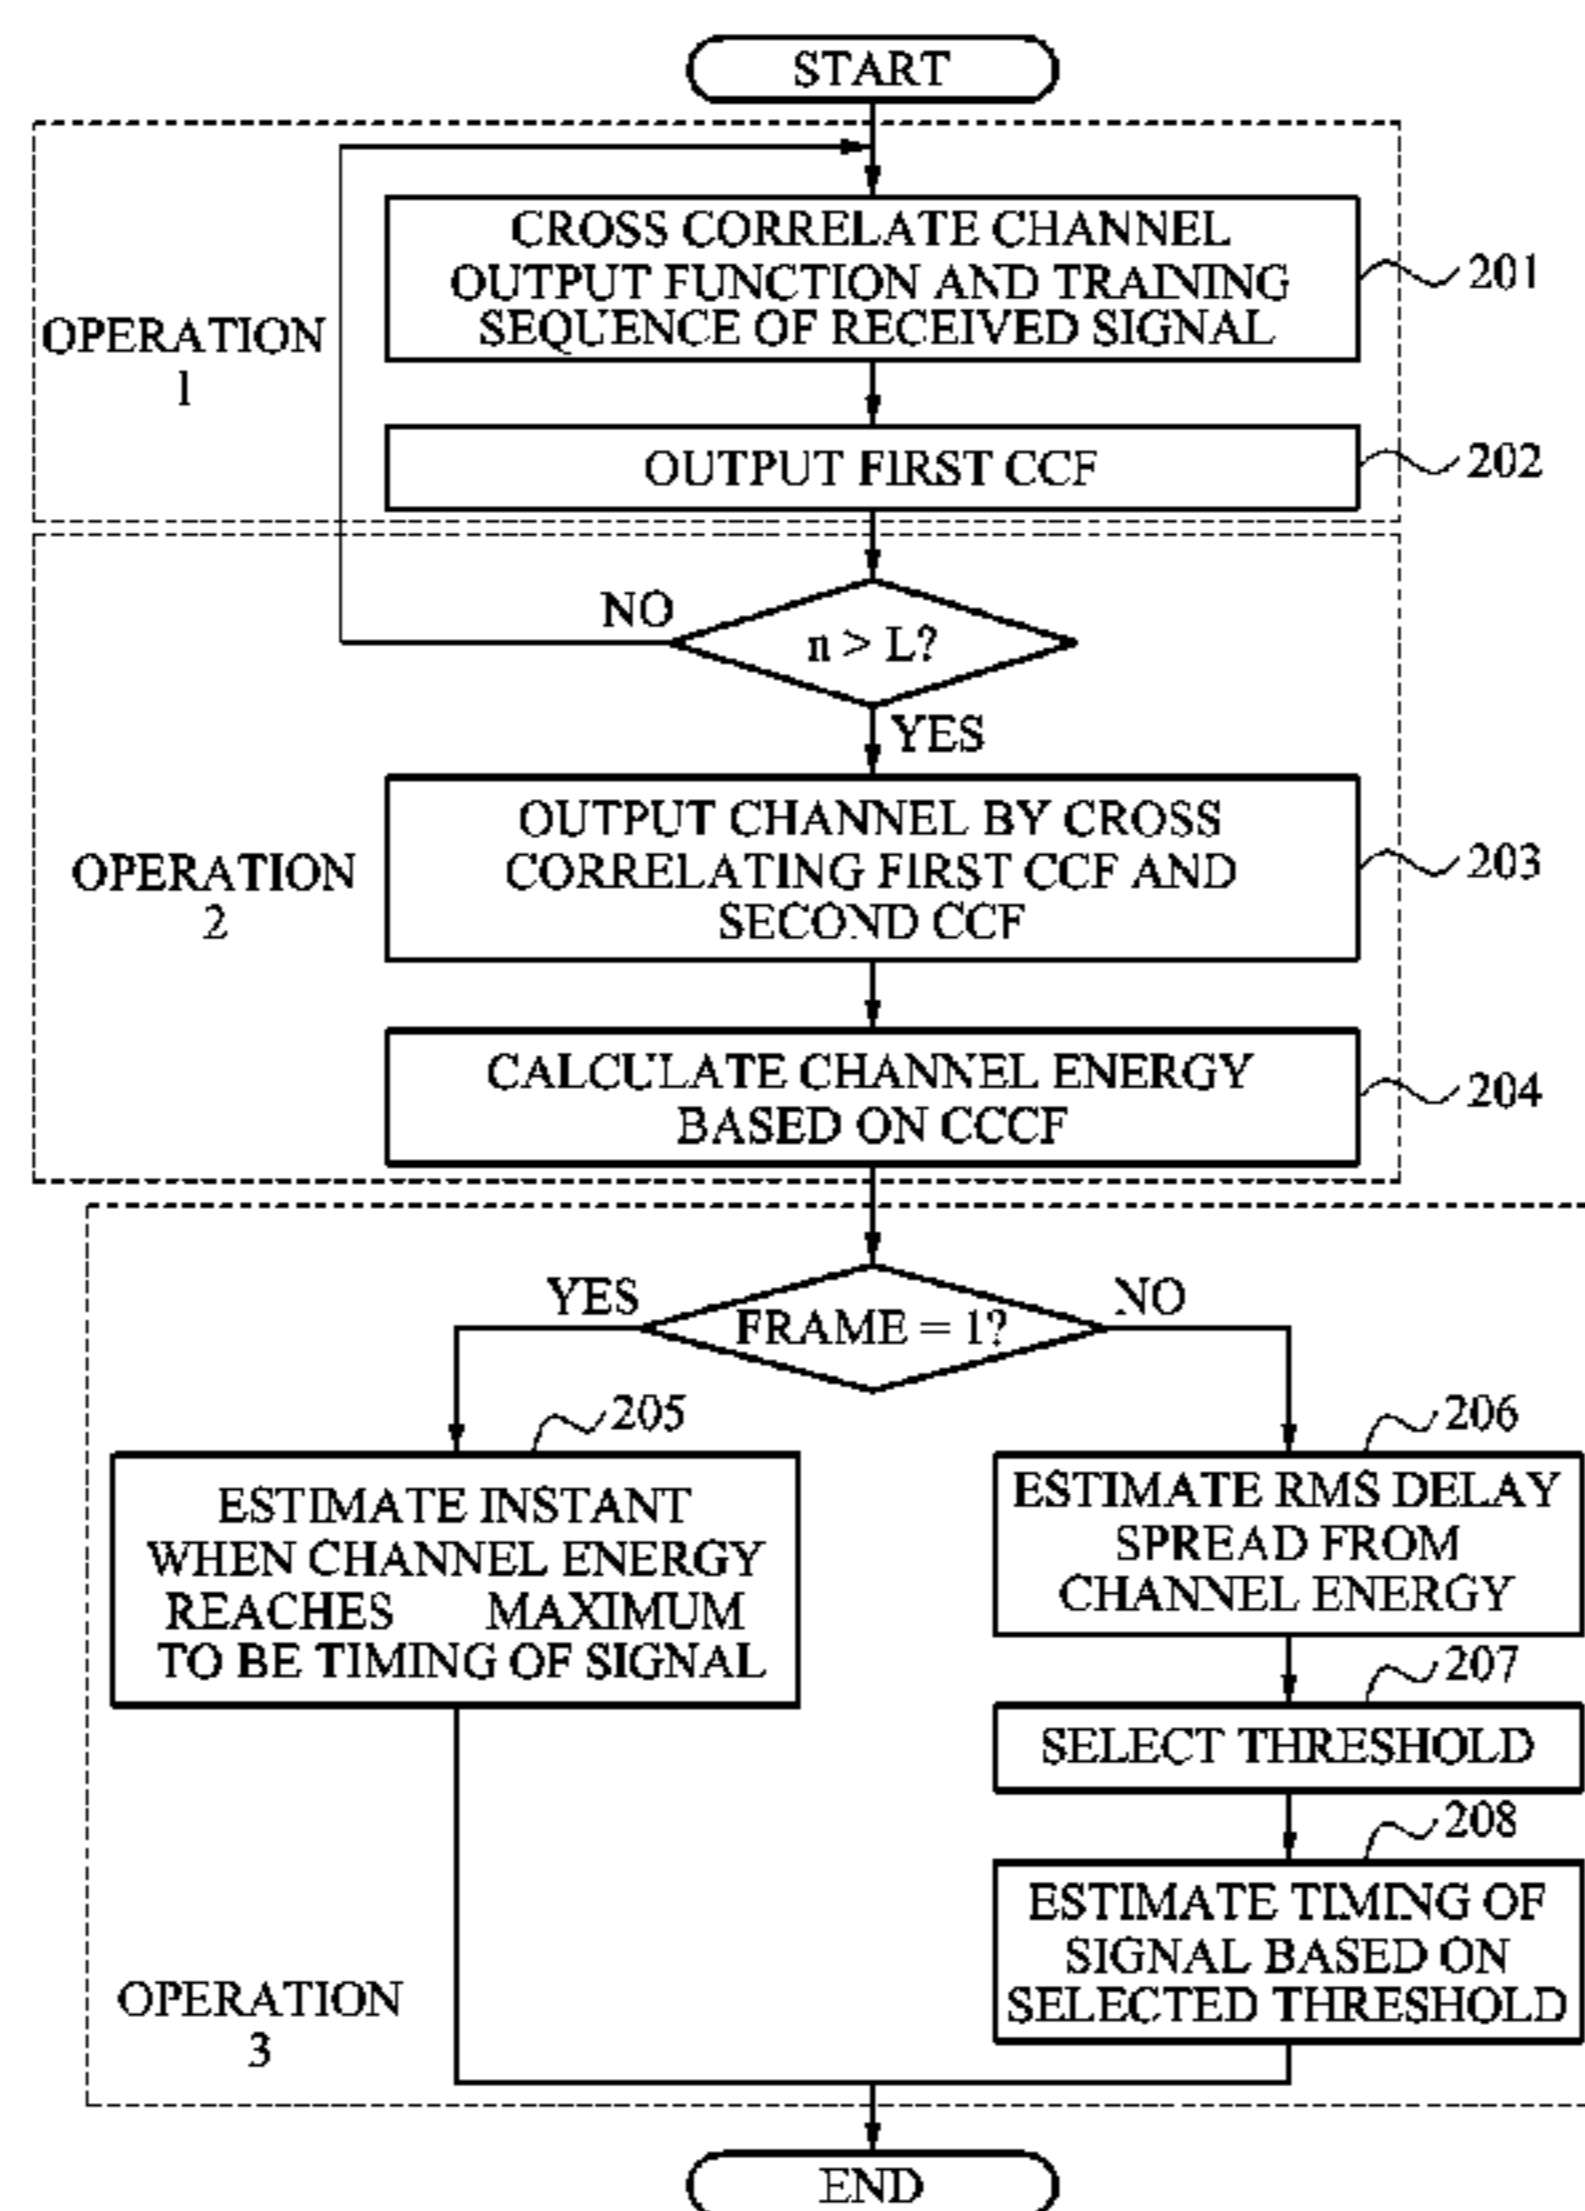 START
CROSS CORRELATE CHANNEL
OUTPUT FUNCTION AND TRAINING
SEQUENCE OF RECEIVED SIGNAL
201
OPERATION
1
OUTPUT FIRST CCF
202
NO
n > L?
YES
OUTPUT CHANNEL BY CROSS
CORRELATING FIRST CCF AND
SECOND CCF
203
OPERATION
2
CALCULATE CHANNEL ENERGY
BASED ON CCCF
204
YES
FRAME = 1?
NO
205
ESTIMATE INSTANT
WHEN CHANNEL ENERGY
REACHES MAXIMUM
TO BE TIMING OF SIGNAL
206
ESTIMATE RMS DELAY
SPREAD FROM
CHANNEL ENERGY
207
SELECT THRESHOLD
208
ESTIMATE TIMING OF
SIGNAL BASED ON
SELECTED THRESHOLD
OPERATION
3
END